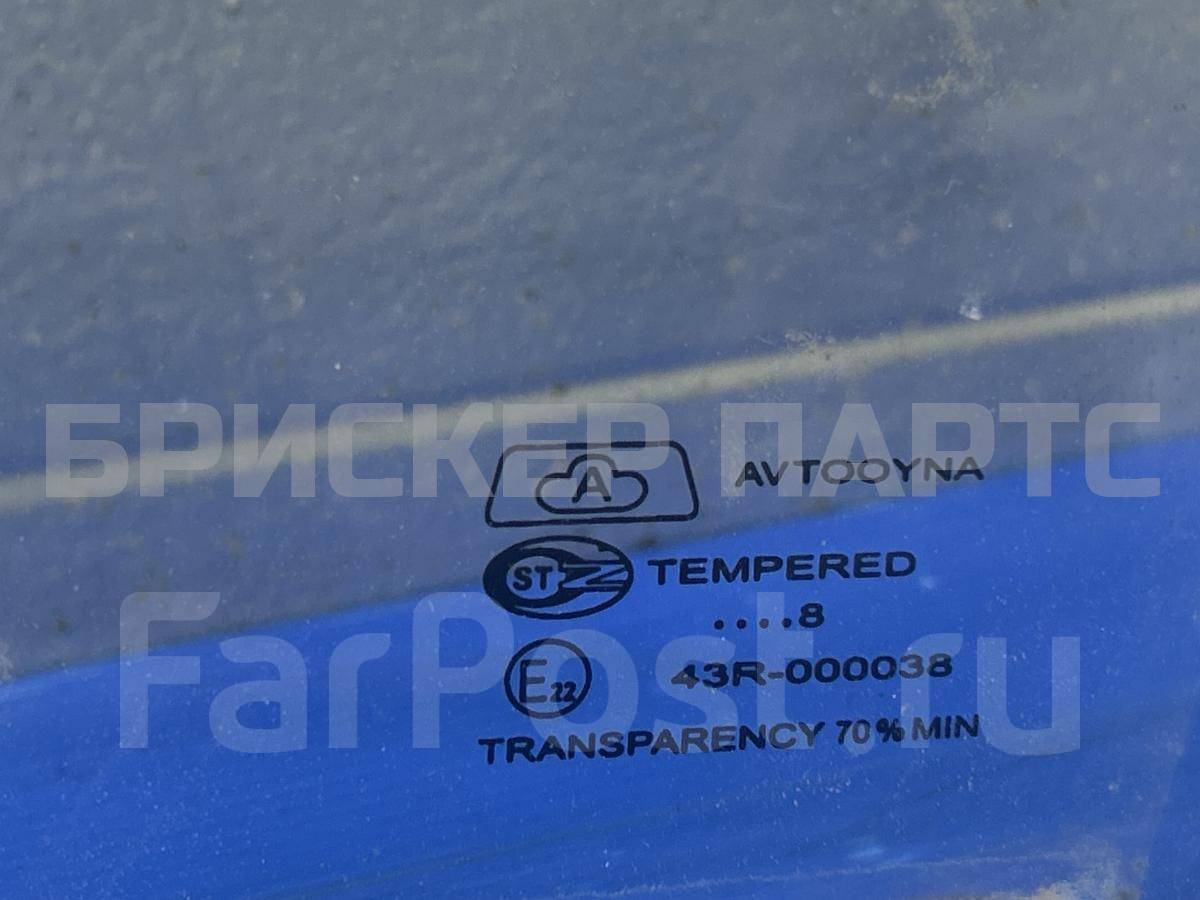 БРИСКЕР ПАРТС
A AVTOOYNA
ST TEMPERED
....8
FarPost.ru
E22 43R-000038
TRANSPARENCY 70% MIN